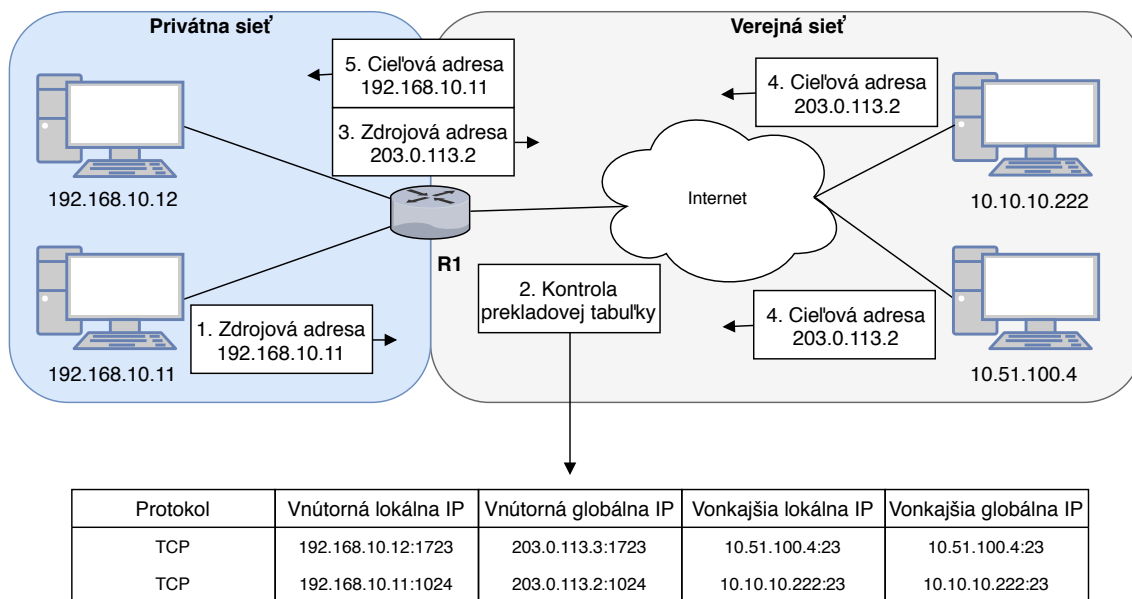 Privátna sieť
Verejná sieť
5. Cieľová adresa
192.168.10.11
3. Zdrojová adresa
203.0.113.2
4. Cieľová adresa
203.0.113.2
192.168.10.12
Internet
10.10.10.222
R1
2. Kontrola
prekladovej tabuľky
1. Zdrojová adresa
192.168.10.11
4. Cieľová adresa
203.0.113.2
192.168.10.11
10.51.100.4
Protokol Vnútorná lokálna IP Vnútorná globálna IP Vonkajšia lokálna IP Vonkajšia globálna IP
TCP 192.168.10.12:1723 203.0.113.3:1723 10.51.100.4:23 10.51.100.4:23
TCP 192.168.10.11:1024 203.0.113.2:1024 10.10.10.222:23 10.10.10.222:23